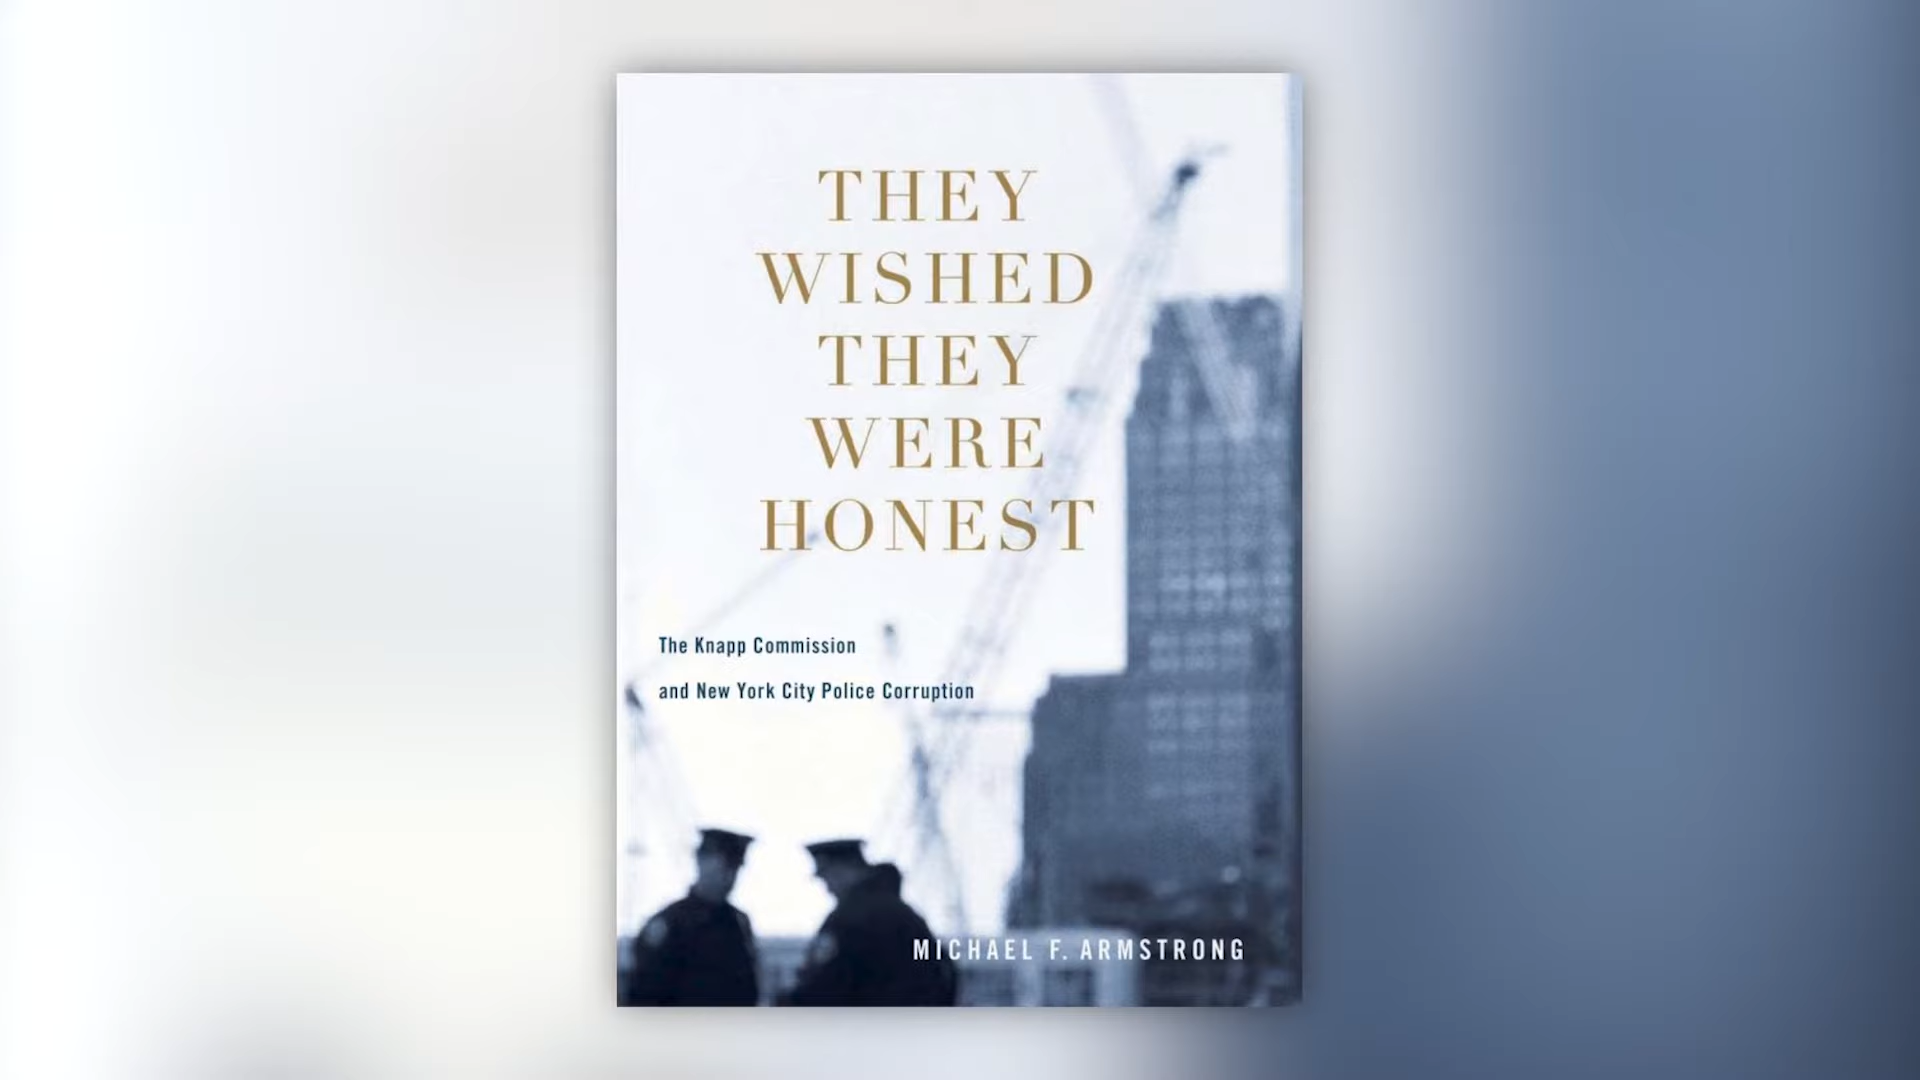 THEY
WISHED
THEY
WERE
HONEST
The Knapp Commission
and New York City Police Corruption
MICHAEL F. ARMSTRONG